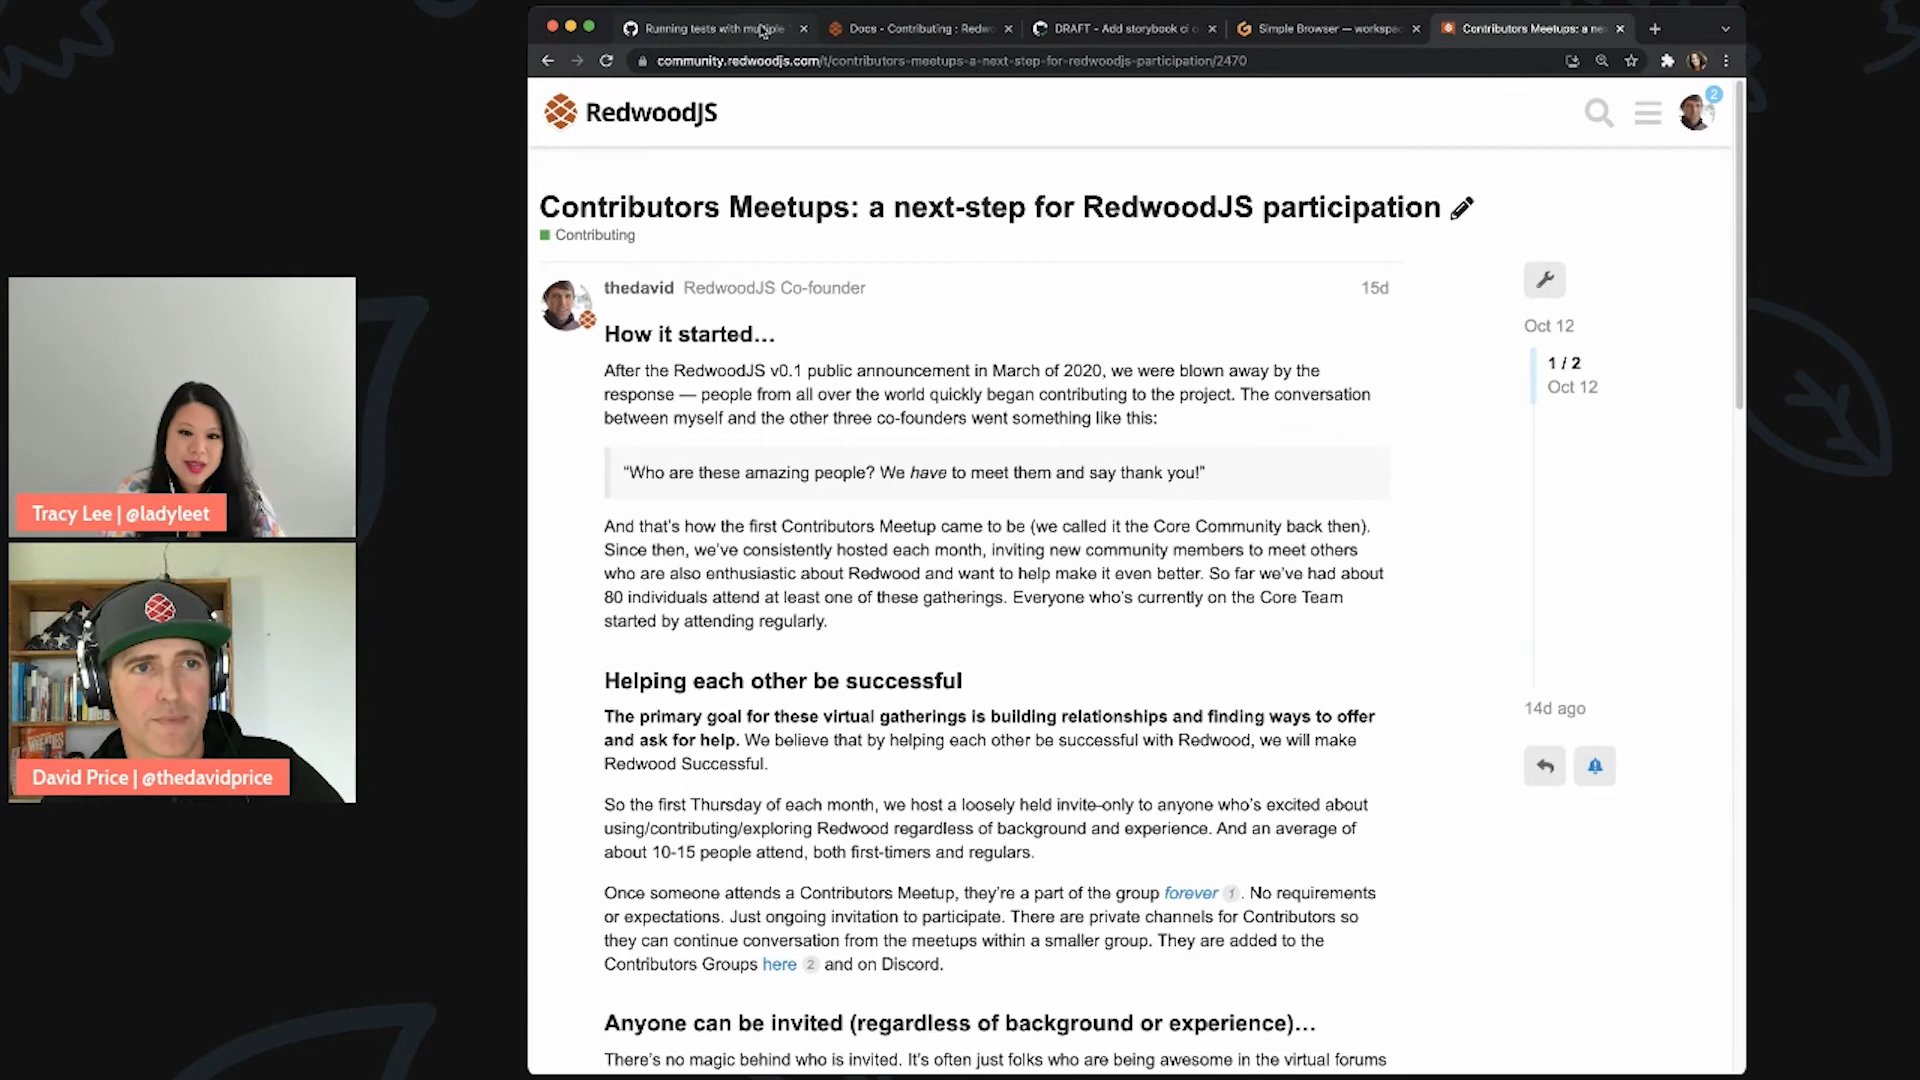 Running tests with multiple
Docs - Contributing : Redwo
DRAFT - Add storybook ci o
Simple Browser — workspac
Contributors Meetups: a ne
community.redwoodjs.com/t/contributors-meetups-a-next-step-for-redwoodjs-participation/2470
RedwoodJS
2
Contributors Meetups: a next-step for RedwoodJS participation
Contributing
thedavid RedwoodJS Co-founder 15d
How it started…
After the RedwoodJS v0.1 public announcement in March of 2020, we were blown away by the
response — people from all over the world quickly began contributing to the project. The conversation
between myself and the other three co-founders went something like this:
“Who are these amazing people? We have to meet them and say thank you!”
And that’s how the first Contributors Meetup came to be (we called it the Core Community back then).
Since then, we’ve consistently hosted each month, inviting new community members to meet others
who are also enthusiastic about Redwood and want to help make it even better. So far we’ve had about
80 individuals attend at least one of these gatherings. Everyone who’s currently on the Core Team
started by attending regularly.
Helping each other be successful
The primary goal for these virtual gatherings is building relationships and finding ways to offer
and ask for help. We believe that by helping each other be successful with Redwood, we will make
Redwood Successful.
So the first Thursday of each month, we host a loosely held invite-only to anyone who’s excited about
using/contributing/exploring Redwood regardless of background and experience. And an average of
about 10-15 people attend, both first-timers and regulars.
Once someone attends a Contributors Meetup, they’re a part of the group forever 1. No requirements
or expectations. Just ongoing invitation to participate. There are private channels for Contributors so
they can continue conversation from the meetups within a smaller group. They are added to the
Contributors Groups here 2 and on Discord.
Anyone can be invited (regardless of background or experience)…
There’s no magic behind who is invited. It’s often just folks who are being awesome in the virtual forums
Oct 12
1 / 2
Oct 12
14d ago
Tracy Lee | @ladyleet
WHEATIES
David Price | @thedavidprice